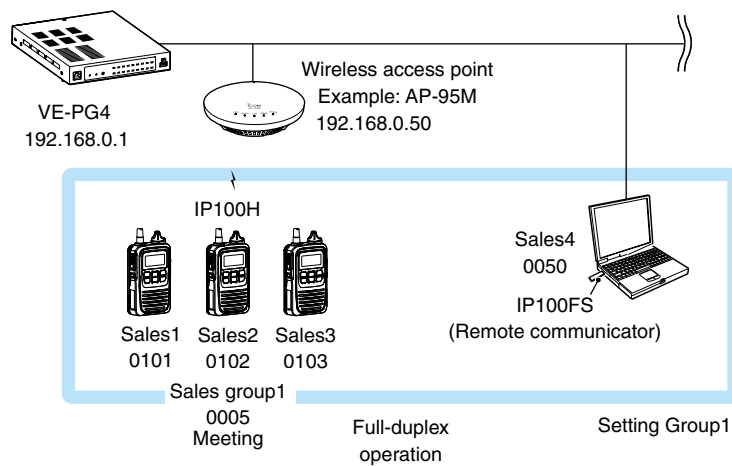 Wireless access point
Example: AP-95M
192.168.0.50
VE-PG4
192.168.0.1
IP100H
Sales1
0101
Sales2
0102
Sales3
0103
Sales group1
0005
Meeting
Sales4
0050
IP100FS
(Remote communicator)
Full-duplex
operation
Setting Group1